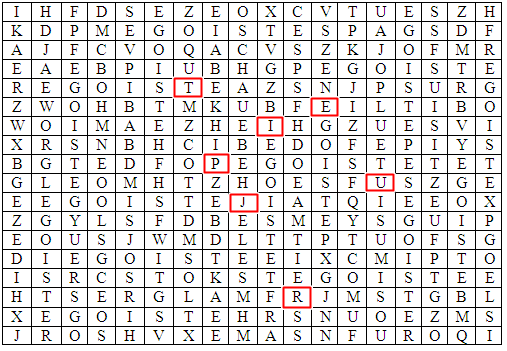 I H F D S E Z E O X C V T U E S Z H
K D P M E G O I S T E S P A G S D F
A J F C V O Q A C V S Z K J O F M R
E A E B P I U B H G P E G O I S T E
R E G O I S T E A Z S N J P S U R G
Z W O H B T M K U B F E I L T I B O
W O I M A E Z H E I H G Z U E S V I
X R S N B H C I B E D O F E P I Y S
B G T E D F O P E G O I S T E T E T
G L E O M H T Z H O E S F U S Z G E
E E G O I S T E J I A T Q I E E O X
Z G Y L S F D B E S M E Y S G U I P
E O U S J W M D L T T P T U O F S G
D I E G O I S T E E I X C M I P T O
I S R C S T O K S T E G O I S T E E
H T S E R G L A M F R J M S T G B L
X E G O I S T E H R S N U O E Z M S
J R O S H V X E M A S N F U R O Q I